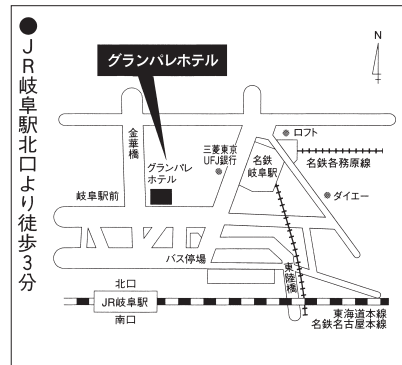 ●JR岐阜駅北口より徒歩3分
グランパレホテル
N
金華橋
三菱東京
UFJ銀行
ロフト
名鉄
岐阜駅
名鉄各務原線
グランパレ
ホテル
岐阜駅前
ダイエー
バス停場
東陸橋
北口
JR岐阜駅
南口
東海道本線
名鉄名古屋本線